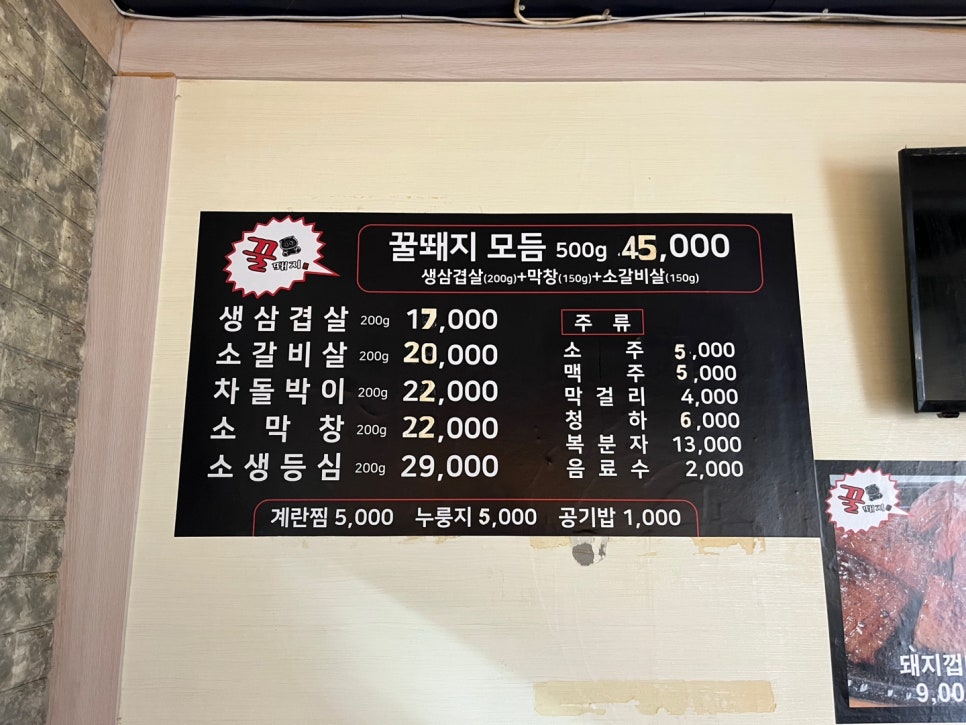 꿀돼지
꿀돼지 모듬 500g 45,000
생삼겹살(200g)+막창(150g)+소갈비살(150g)
생삼겹살 200g 17,000
소갈비살 200g 20,000
차돌박이 200g 22,000
소막창 200g 22,000
소생등심 200g 29,000
주류
소주 5,000
맥주 5,000
막걸리 4,000
청하 6,000
복분자 13,000
음료수 2,000
계란찜 5,000 누룽지 5,000 공기밥 1,000
꿀돼지
돼지껍
9,00